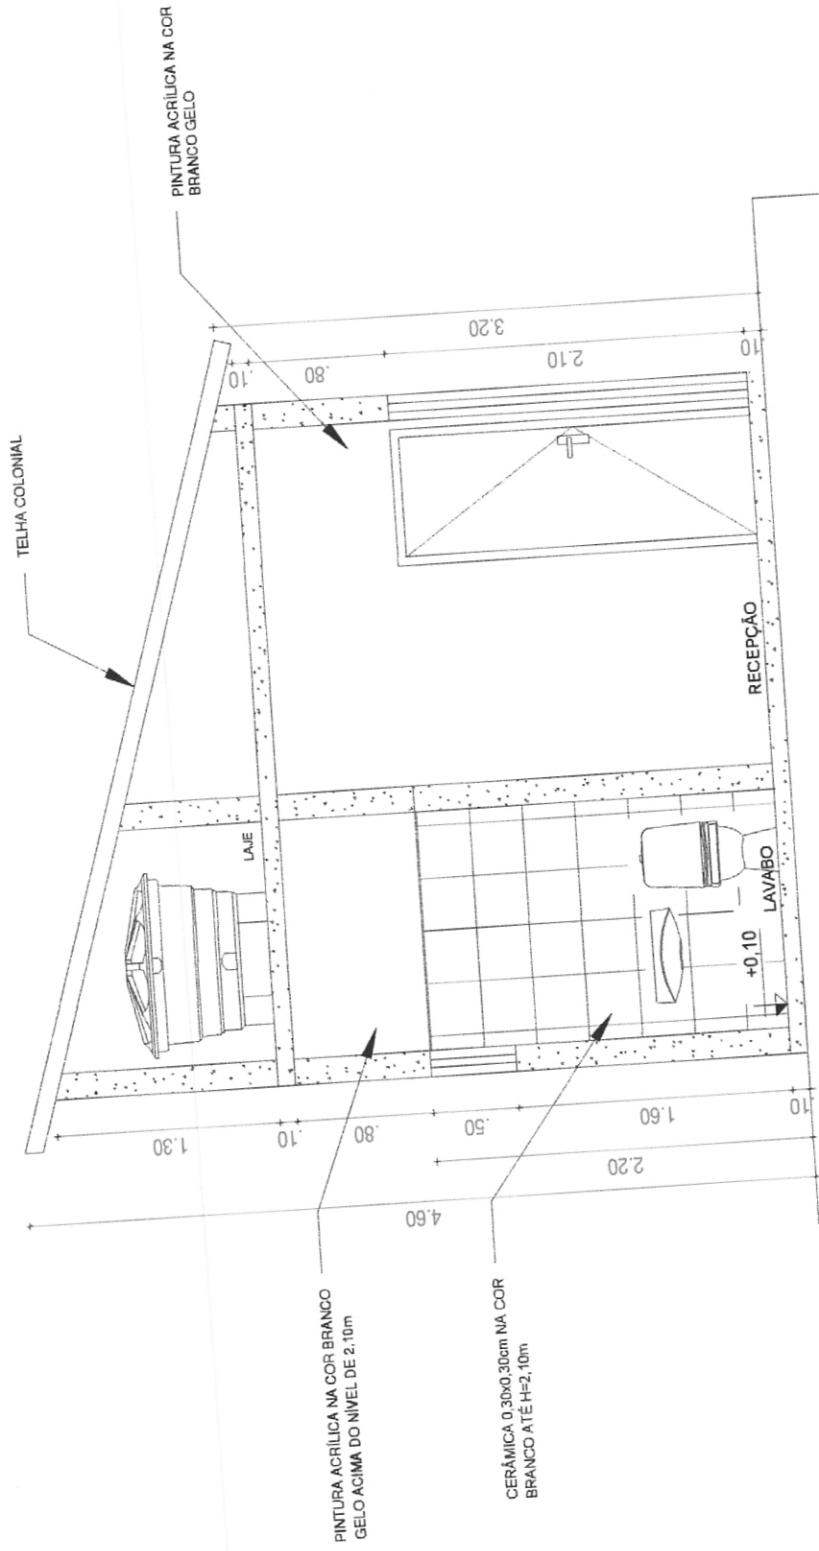 TELHA COLONIAL
PINTURA ACRÍLICA NA COR
BRANCO GELO
LAJE
RECEPÇÃO
LAVABO
+0,10
.10
.80
2.10
.10
3.20
1.30
.10
.80
.50
1.60
.10
2.20
4.60
PINTURA ACRÍLICA NA COR BRANCO
GELO ACIMA DO NÍVEL DE 2,10m
CERÂMICA 0,30x0,30cm NA COR
BRANCO ATÉ H=2,10m